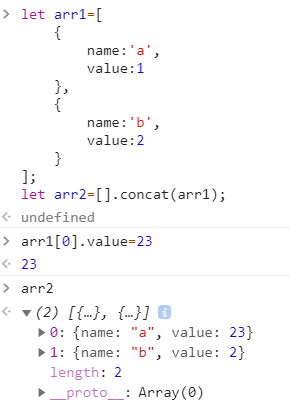 let arr1=[
{
name:'a',
value:1
},
{
name:'b',
value:2
}
];
let arr2=[].concat(arr1);
undefined
arr1[0].value=23
23
arr2
(2) [{…}, {…}] i
0: {name: "a", value: 23}
1: {name: "b", value: 2}
length: 2
__proto__: Array(0)